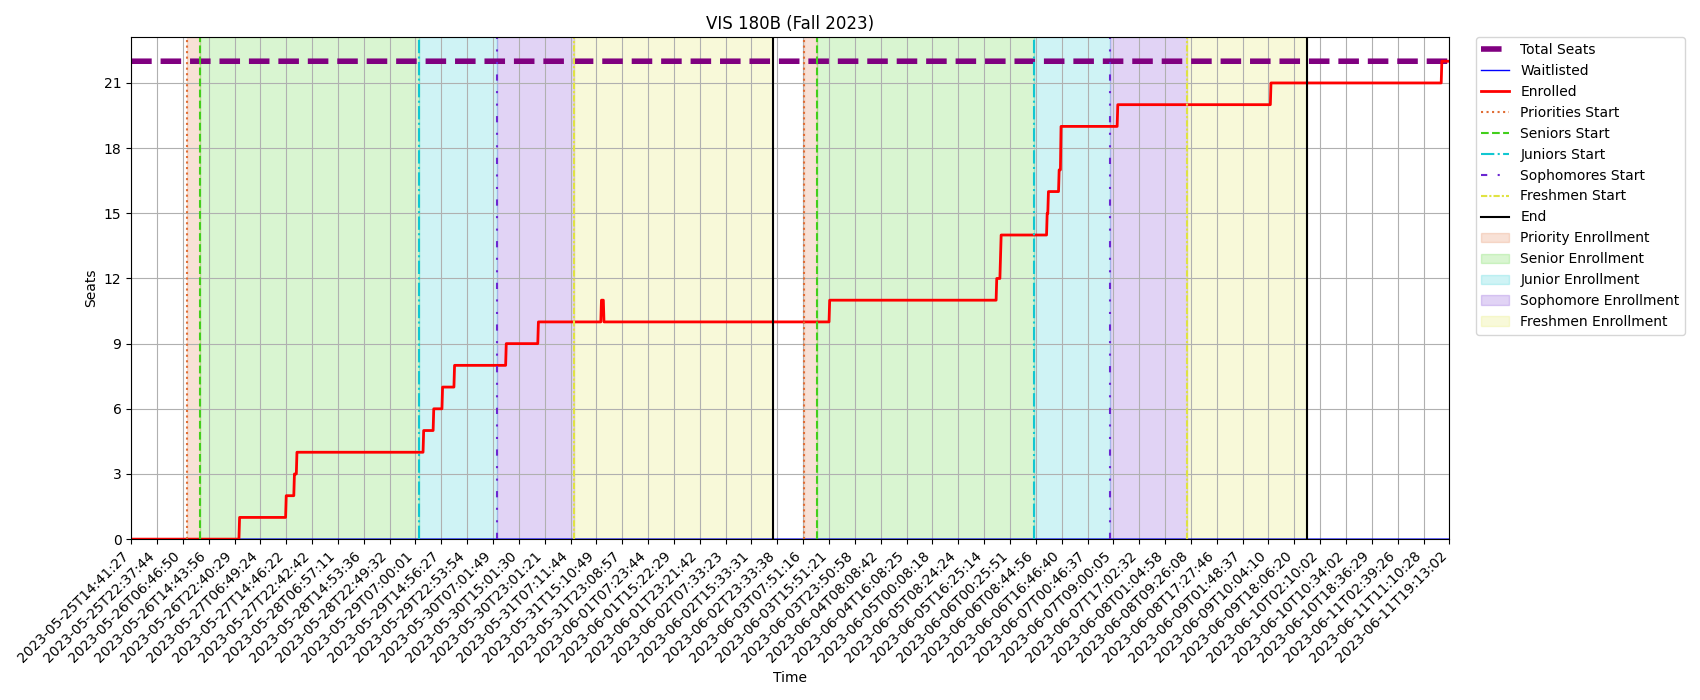 VIS 180B (Fall 2023)
Seats
21
18
15
12
9
6
3
0
2023-05-25T14:41:27
2023-05-25T22:37:44
2023-05-26T06:46:50
2023-05-26T14:43:56
2023-05-26T22:40:29
2023-05-27T06:49:24
2023-05-27T14:46:22
2023-05-27T22:42:42
2023-05-28T06:57:11
2023-05-28T14:53:36
2023-05-28T22:49:32
2023-05-29T07:00:01
2023-05-29T14:56:27
2023-05-29T22:53:54
2023-05-30T07:01:49
2023-05-30T15:01:30
2023-05-30T23:01:21
2023-05-31T07:11:44
2023-05-31T15:10:49
2023-05-31T23:08:57
2023-06-01T07:23:44
2023-06-01T15:22:29
2023-06-01T23:21:42
2023-06-02T07:33:23
2023-06-02T15:33:31
2023-06-02T23:33:38
2023-06-03T07:51:16
2023-06-03T15:51:21
2023-06-03T23:50:58
2023-06-04T08:08:42
2023-06-04T16:08:25
2023-06-05T00:08:18
2023-06-05T08:24:24
2023-06-05T16:25:14
2023-06-06T00:25:51
2023-06-06T08:44:56
2023-06-06T16:46:40
2023-06-07T00:46:37
2023-06-07T09:00:05
2023-06-07T17:02:32
2023-06-08T01:04:58
2023-06-08T09:26:08
2023-06-08T17:27:46
2023-06-09T01:48:37
2023-06-09T10:04:10
2023-06-09T18:06:20
2023-06-10T02:10:02
2023-06-10T10:34:02
2023-06-10T18:36:29
2023-06-11T02:39:26
2023-06-11T11:10:28
2023-06-11T19:13:02
Time
Total Seats
Waitlisted
Enrolled
Priorities Start
Seniors Start
Juniors Start
Sophomores Start
Freshmen Start
End
Priority Enrollment
Senior Enrollment
Junior Enrollment
Sophomore Enrollment
Freshmen Enrollment